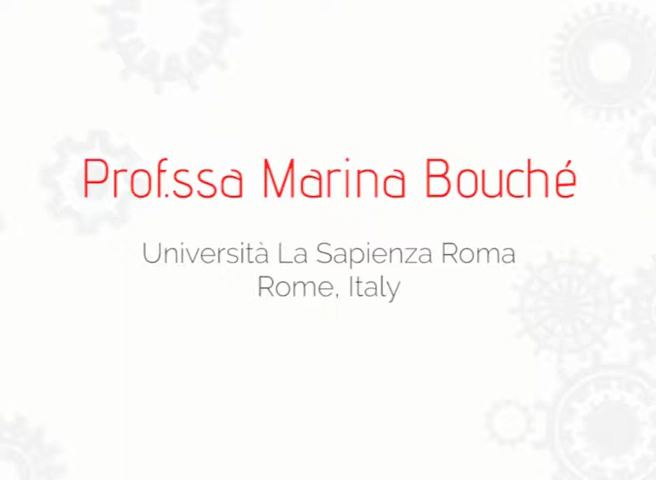 Prof.ssa Marina Bouché
Università La Sapienza Roma
Rome, Italy